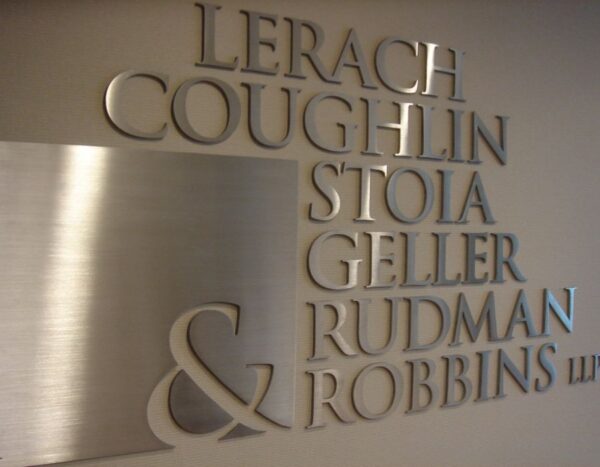 LERACH
COUGHLIN
STOIA
GELLER
RUDMAN
& ROBBINS LLP